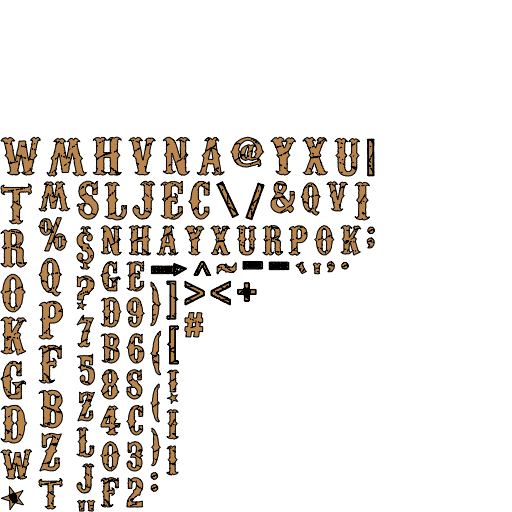 W M H V N A @ Y X U |
T M S L J E C \ / & Q V I
R % $ N H A Y X U R P O K ;
O Q ? G E ^ ~ - - , :
K P 7 D 9 ) ] > < +
G F 5 B 6 ( [ #
D B Z 8 S ( !
W Z L 4 C ) I
T J 0 3 : I
" F 2